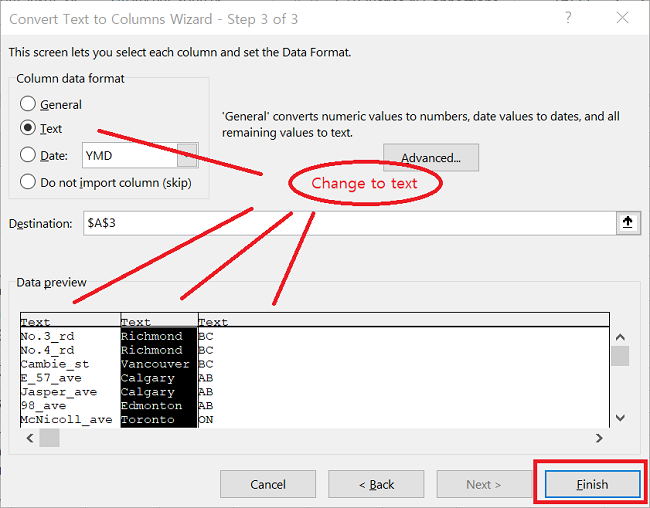 Convert Text to Columns Wizard - Step 3 of 3
This screen lets you select each column and set the Data Format.
Column data format
General
Text
Date: YMD
Do not import column (skip)
'General' converts numeric values to numbers, date values to dates, and all
remaining values to text.
Advanced...
Change to text
Destination: $A$3
Data preview
Text Text Text
No.3_rd Richmond BC
No.4_rd Richmond BC
Cambie_st Vancouver BC
E_57_ave Calgary AB
Jasper_ave Calgary AB
98_ave Edmonton AB
McNicoll_ave Toronto ON
Cancel < Back Next > Finish